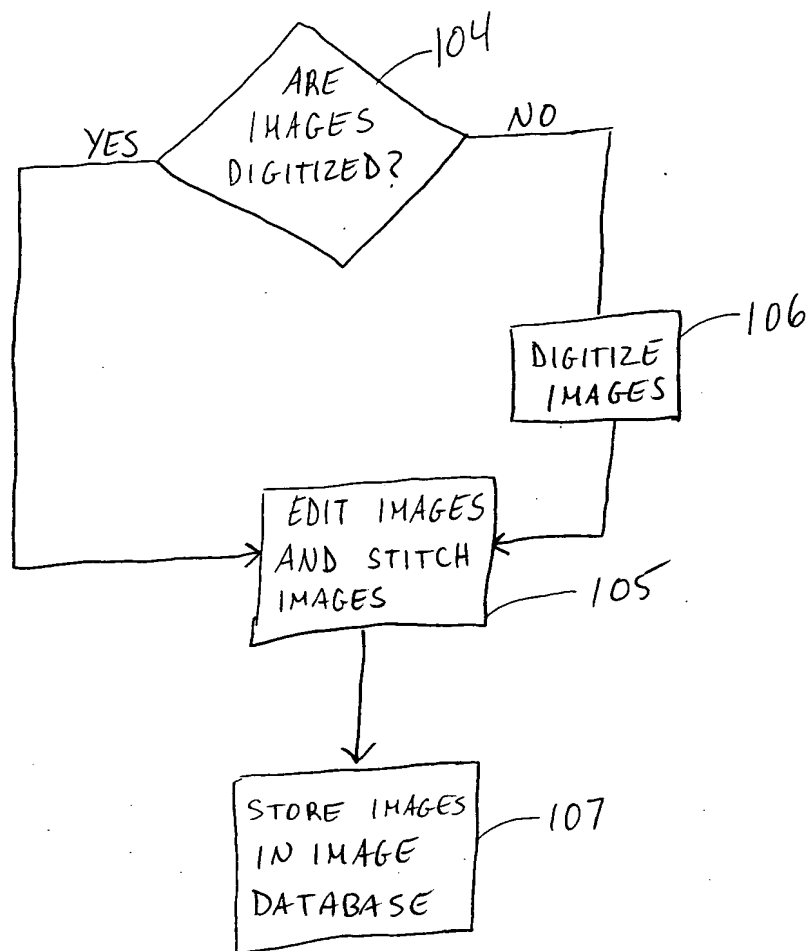 104
ARE
IMAGES
DIGITIZED?
YES
NO
106
DIGITIZE
IMAGES
EDIT IMAGES
AND STITCH
IMAGES
105
STORE IMAGES
IN IMAGE
DATABASE
107